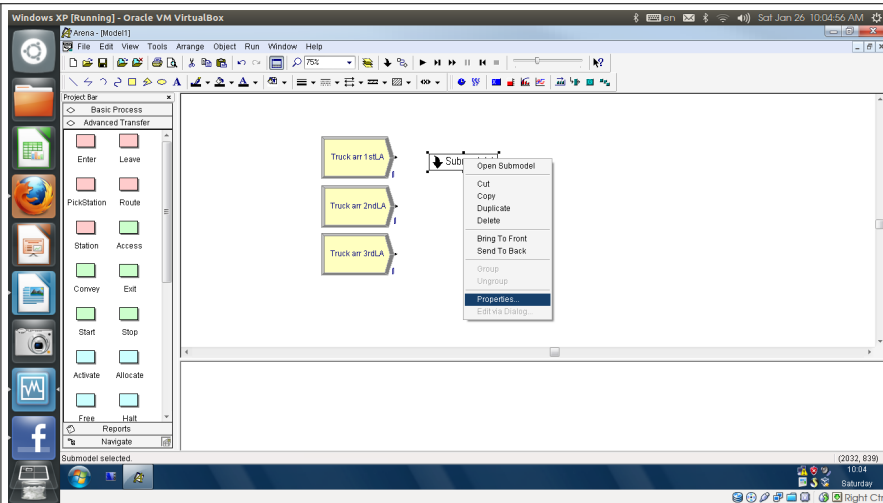 Windows XP [Running] - Oracle VM VirtualBox
en
Sat Jan 26 10:04:56 AM
Arena - [Model1]
File Edit View Tools Arrange Object Run Window Help
75%
A
Project Bar
Basic Process
Advanced Transfer
Enter Leave
PickStation Route
Station Access
Convey Exit
Start Stop
Activate Allocate
Free Halt
Reports
Navigate
Truck arr 1stLA
Truck arr 2ndLA
Truck arr 3rdLA
Open Submodel
Cut
Copy
Duplicate
Delete
Bring To Front
Send To Back
Group
Ungroup
Properties...
Edit via Dialog...
Submodel selected.
(2032, 839)
10:04
Saturday
Right Ctrl